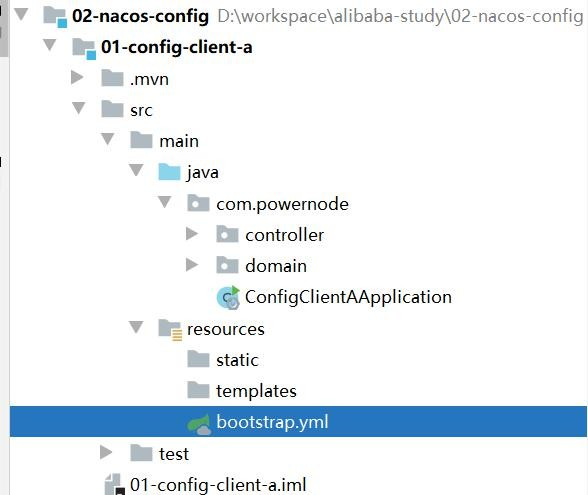 02-nacos-config D:\workspace\alibaba-study\02-nacos-config
01-config-client-a
.mvn
src
main
java
com.powernode
controller
domain
ConfigClientAApplication
resources
static
templates
bootstrap.yml
test
01-config-client-a.iml